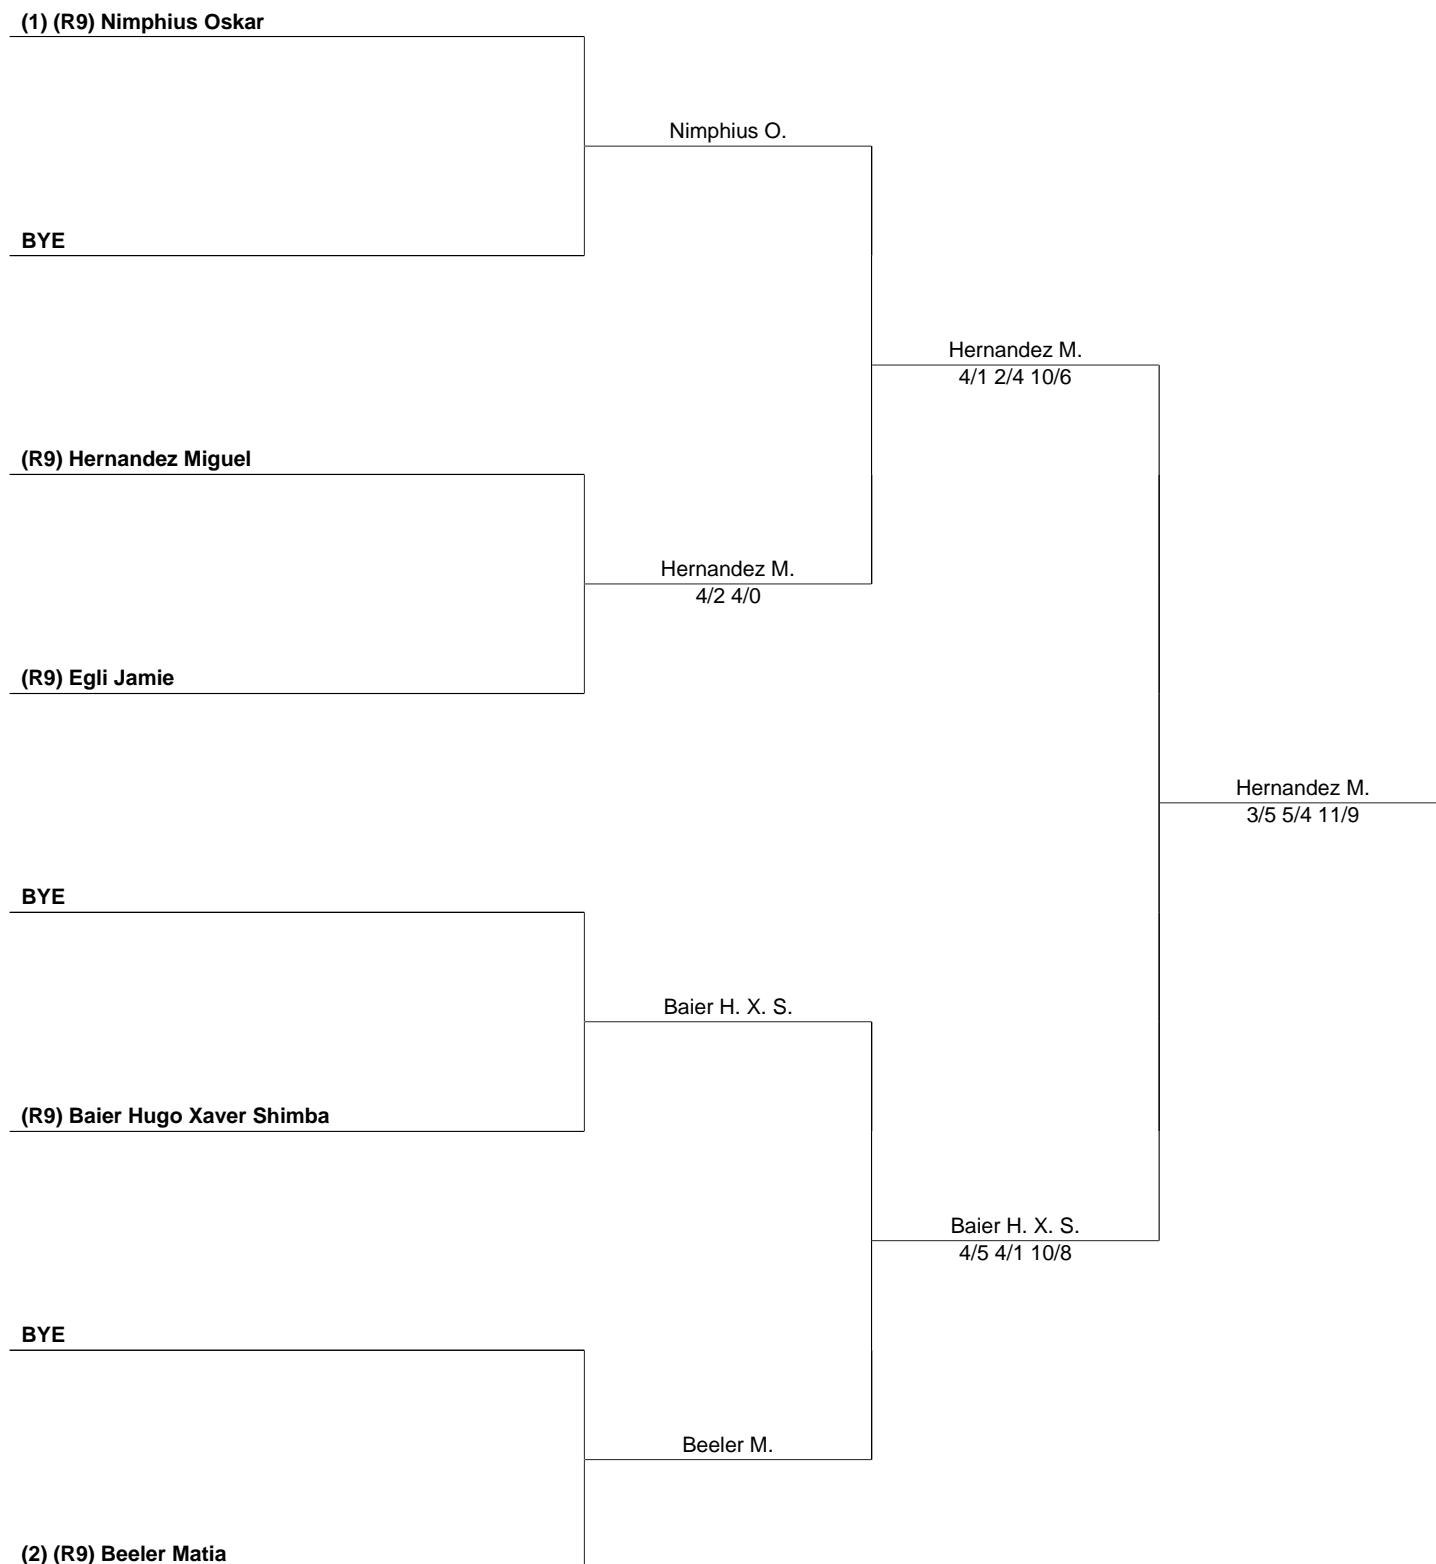 (1) (R9) Nimphius Oskar
Nimphius O.
BYE
Hernandez M.
4/1 2/4 10/6
(R9) Hernandez Miguel
Hernandez M.
4/2 4/0
(R9) Egli Jamie
Hernandez M.
3/5 5/4 11/9
BYE
Baier H. X. S.
(R9) Baier Hugo Xaver Shimba
Baier H. X. S.
4/5 4/1 10/8
BYE
Beeler M.
(2) (R9) Beeler Matia